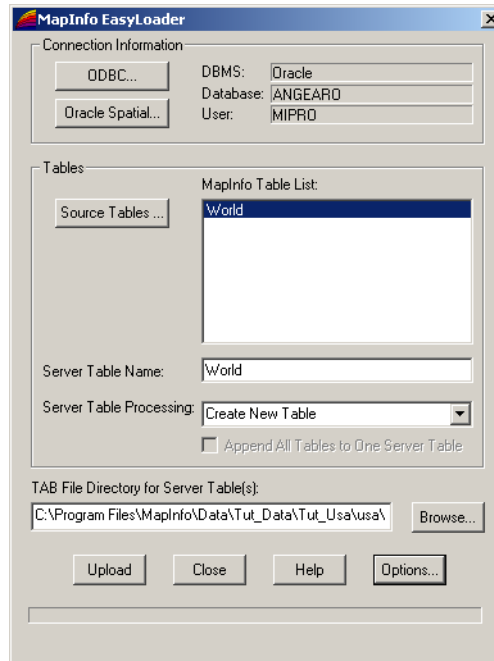 MapInfo EasyLoader
Connection Information
ODBC...
Oracle Spatial...
DBMS: Oracle
Database: ANGEARO
User: MIPRO
Tables
Source Tables ...
MapInfo Table List:
World
Server Table Name: World
Server Table Processing: Create New Table
Append All Tables to One Server Table
TAB File Directory for Server Table(s):
C:\Program Files\MapInfo\Data\Tut_Data\Tut_Usa\usa\ Browse...
Upload Close Help Options...